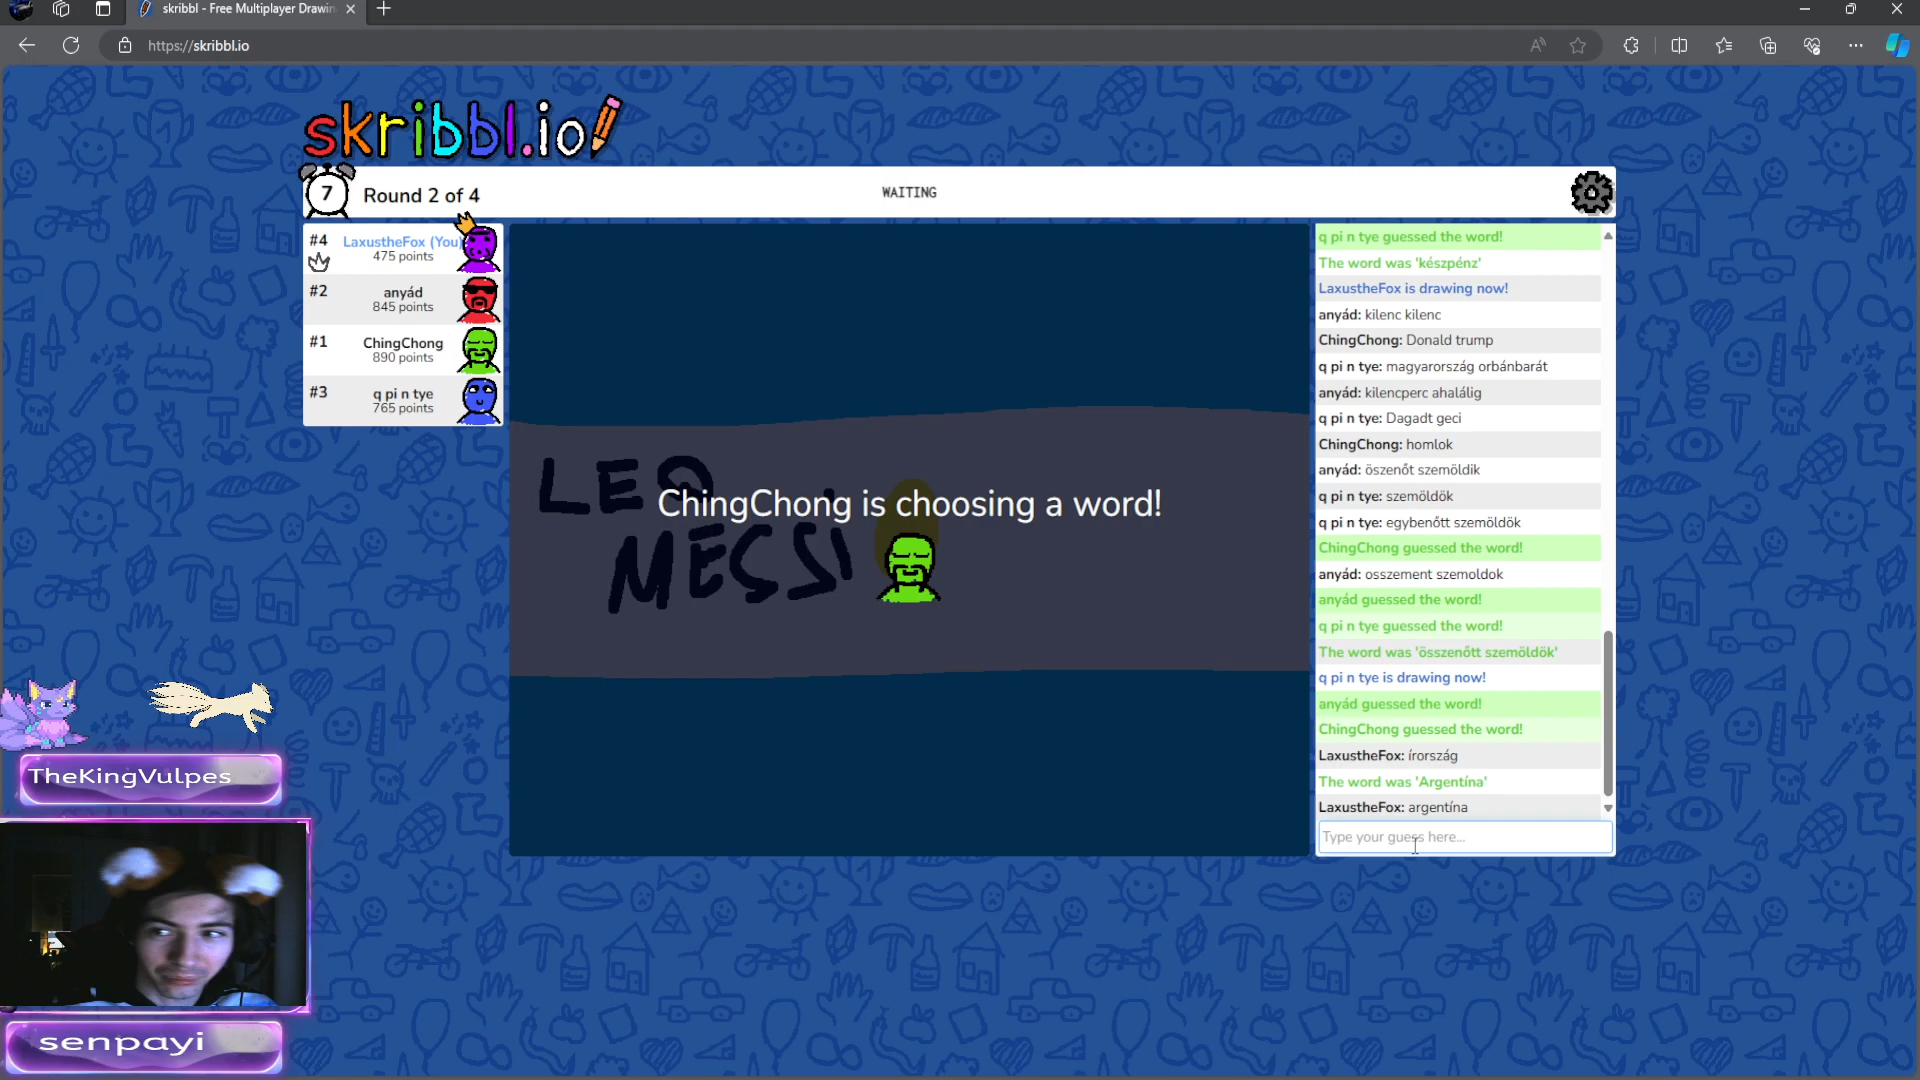 skribbl - Free Multiplayer Drawin
https://skribbl.io
skribbl.io
7
Round 2 of 4
WAITING
#4
LaxustheFox (You)
475 points
#2
anyád
845 points
#1
ChingChong
890 points
#3
q pi n tye
765 points
LEO
MESSI
ChingChong is choosing a word!
q pi n tye guessed the word!
The word was 'készpénz'
LaxustheFox is drawing now!
anyád: kilenc kilenc
ChingChong: Donald trump
q pi n tye: magyarország orbánbarát
anyád: kilencperc ahalálig
q pi n tye: Dagadt geci
ChingChong: homlok
anyád: öszenőt szemöldik
q pi n tye: szemöldök
q pi n tye: egybenőtt szemöldök
ChingChong guessed the word!
anyád: osszement szemoldok
anyád guessed the word!
q pi n tye guessed the word!
The word was 'összenőtt szemöldök'
q pi n tye is drawing now!
anyád guessed the word!
ChingChong guessed the word!
LaxustheFox: írország
The word was 'Argentína'
LaxustheFox: argentína
Type your guess here...
TheKingVulpes
senpayi